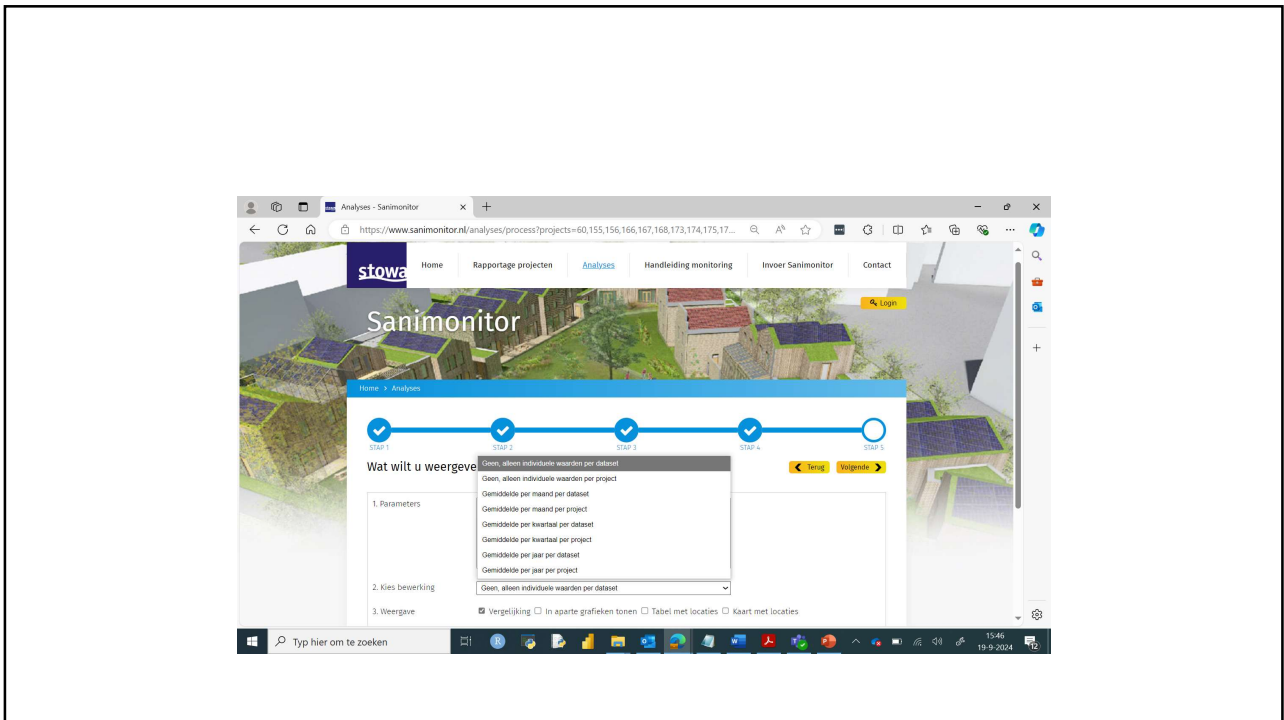 Analyses - Sanimonitor
https://www.sanimonitor.nl/analyses/process?projects=60,155,156,166,167,168,173,174,175,17...
stowa
Home Rapportage projecten Analyses Handleiding monitoring Invoer Sanimonitor Contact
Login
Sanimonitor
Home > Analyses
STAP 1 STAP 2 STAP 3 STAP 4 STAP 5
Wat wilt u weergeve
Terug Volgende
Geen, alleen individuele waarden per dataset
Geen, alleen individuele waarden per project
Gemiddelde per maand per dataset
Gemiddelde per maand per project
Gemiddelde per kwartaal per dataset
Gemiddelde per kwartaal per project
Gemiddelde per jaar per dataset
Gemiddelde per jaar per project
1. Parameters
2. Kies bewerking Geen, alleen individuele waarden per dataset
3. Weergave Vergelijking In aparte grafieken tonen Tabel met locaties Kaart met locaties
Typ hier om te zoeken
15:46
19-9-2024
12